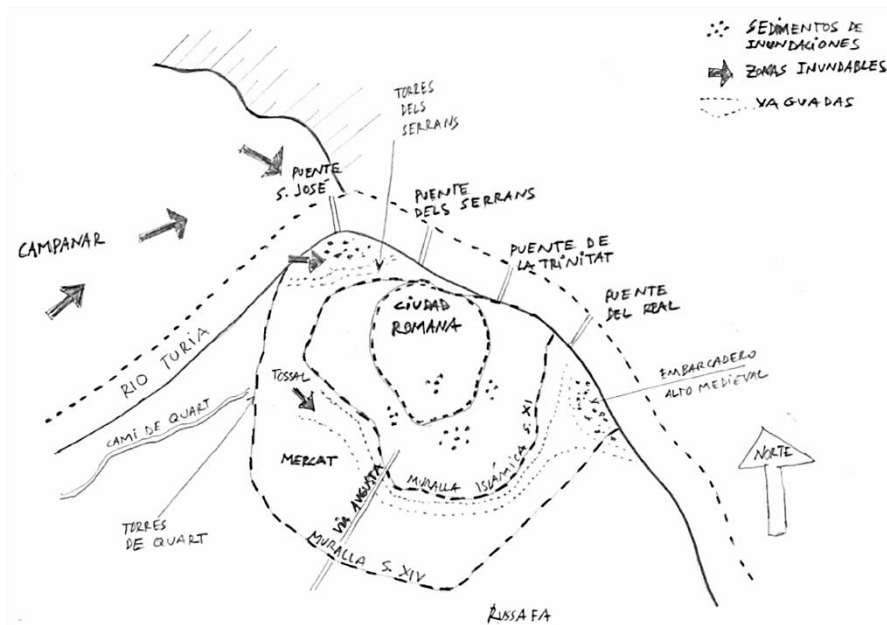 SEDIMENTOS DE
INUNDACIONES
ZONAS INUNDABLES
VAGUADAS
TORRES
DELS
SERRANS
PUENTE
S. JOSÉ
PUENTE
DELS SERRANS
CAMPANAR
PUENTE DE
LA TRINITAT
PUENTE
DEL REAL
CIUDAD
ROMANA
RIO TURIA
EMBARCADERO
ALTO MEDIEVAL
TOSSAL
CAMI DE QUART
MERCAT
MURALLA ISLÁMICA S. XI
NORTE
VÍA AUGUSTA
TORRES
DE QUART
MURALLA S. XIV
RUSSAFA